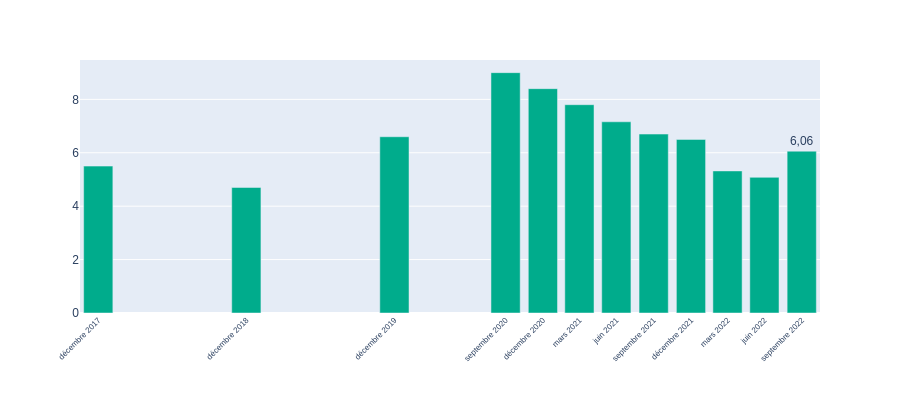 8
6
4
2
0
6,06
décembre 2017
décembre 2018
décembre 2019
septembre 2020
décembre 2020
mars 2021
juin 2021
septembre 2021
décembre 2021
mars 2022
juin 2022
septembre 2022